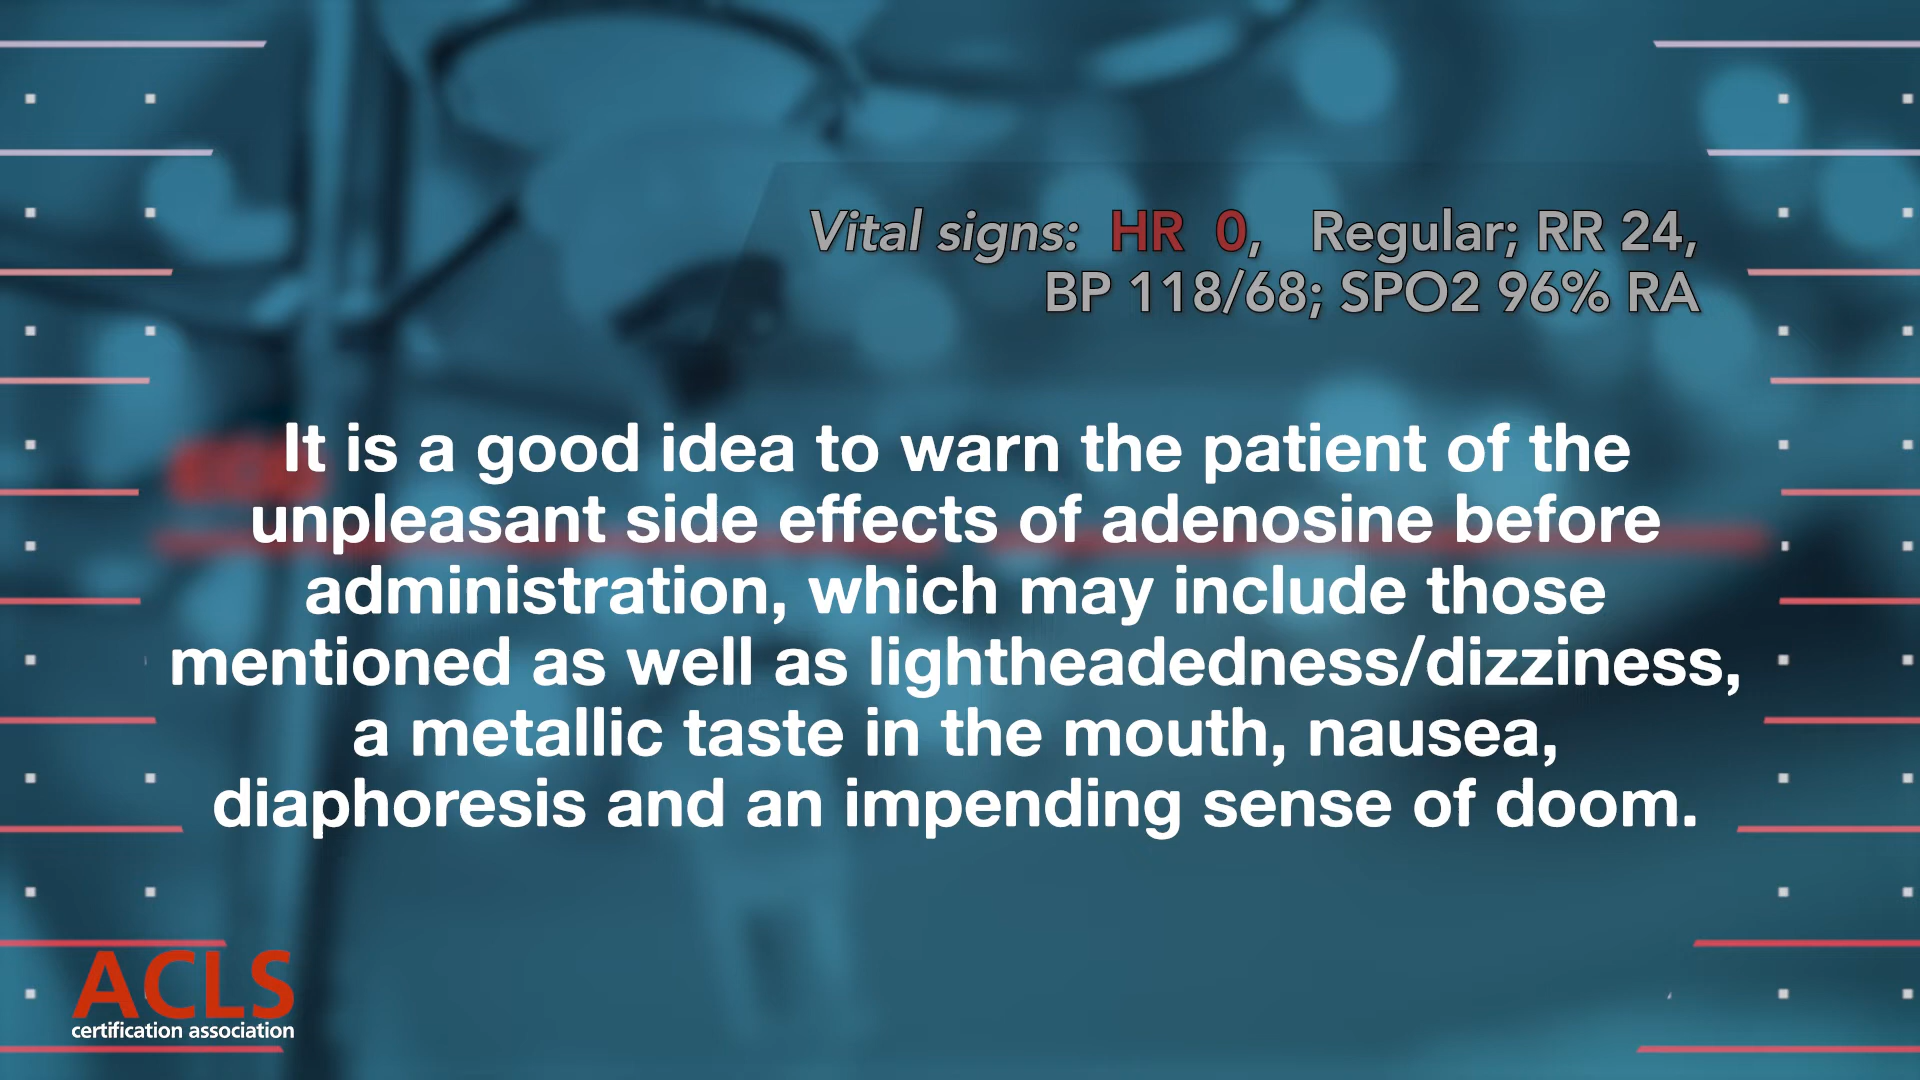 Vital signs: HR 0, Regular; RR 24,
BP 118/68; SPO2 96% RA
It is a good idea to warn the patient of the
unpleasant side effects of adenosine before
administration, which may include those
mentioned as well as lightheadedness/dizziness,
a metallic taste in the mouth, nausea,
diaphoresis and an impending sense of doom.
ACLS
certification association